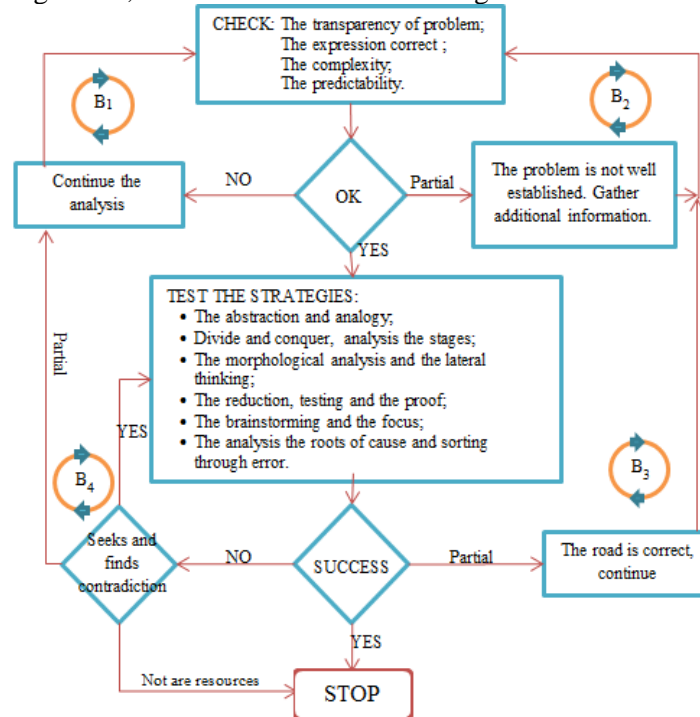 CHECK: The transparency of problem;
The expression correct ;
The complexity;
The predictability.
B1
B2
Continue the
analysis
NO
OK
Partial
The problem is not well
established. Gather
additional information.
YES
TEST THE STRATEGIES:
• The abstraction and analogy;
• Divide and conquer, analysis the stages;
• The morphological analysis and the lateral
thinking;
• The reduction, testing and the proof;
• The brainstorming and the focus;
• The analysis the roots of cause and sorting
through error.
Partial
YES
B4
B3
Seeks and
finds
contradiction
NO
SUCCESS
Partial
The road is correct,
continue
YES
Not are resources
STOP